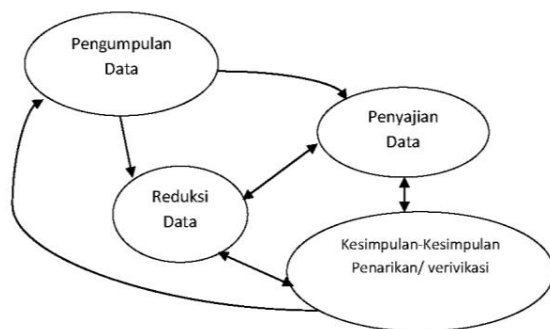 Pengumpulan
Data
Penyajian
Data
Reduksi
Data
Kesimpulan-Kesimpulan
Penarikan/ verivikasi